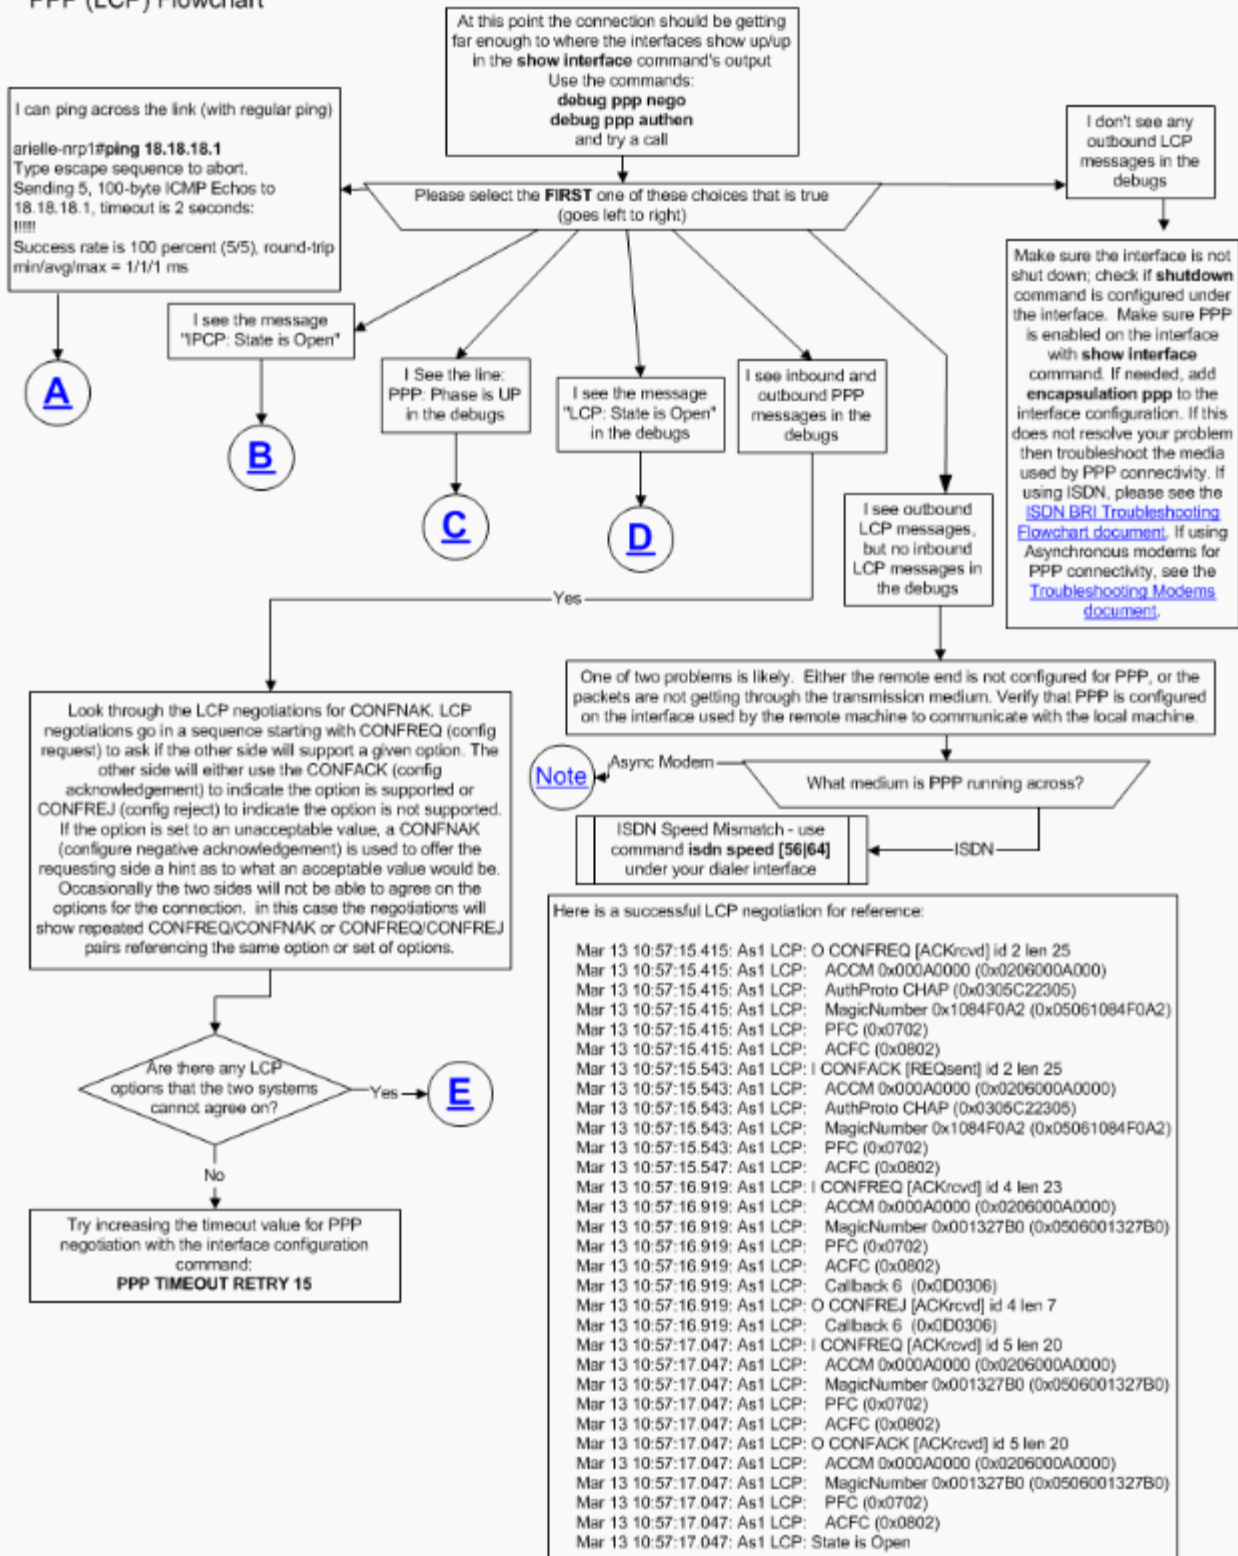 PPP (LCP) Flowchart
At this point the connection should be getting
far enough to where the interfaces show up/up
in the show interface command's output
Use the commands:
debug ppp nego
debug ppp authen
and try a call
I can ping across the link (with regular ping)
arielle-nrp1#ping 18.18.18.1
Type escape sequence to abort.
Sending 5, 100-byte ICMP Echos to
18.18.18.1, timeout is 2 seconds:
!!!!!
Success rate is 100 percent (5/5), round-trip
min/avg/max = 1/1/1 ms
I don't see any
outbound LCP
messages in the
debugs
Please select the FIRST one of these choices that is true
(goes left to right)
Make sure the interface is not
shut down; check if shutdown
command is configured under
the interface. Make sure PPP
is enabled on the interface
with show interface
command. If needed, add
encapsulation ppp to the
interface configuration. If this
does not resolve your problem
then troubleshoot the media
used by PPP connectivity. If
using ISDN, please see the
ISDN BRI Troubleshooting
Flowchart document. If using
Asynchronous modems for
PPP connectivity, see the
Troubleshooting Modems
document.
I see the message
"IPCP: State is Open"
A
I See the line:
PPP: Phase is UP
in the debugs
I see the message
"LCP: State is Open"
in the debugs
I see inbound and
outbound PPP
messages in the
debugs
B
C
D
I see outbound
LCP messages,
but no inbound
LCP messages in
the debugs
Yes
One of two problems is likely. Either the remote end is not configured for PPP, or the
packets are not getting through the transmission medium. Verify that PPP is configured
on the interface used by the remote machine to communicate with the local machine.
Look through the LCP negotiations for CONFNAK. LCP
negotiations go in a sequence starting with CONFREQ (config
request) to ask if the other side will support a given option. The
other side will either use the CONFACK (config
acknowledgement) to indicate the option is supported or
CONFREJ (config reject) to indicate the option is not supported.
If the option is set to an unacceptable value, a CONFNAK
(configure negative acknowledgement) is used to offer the
requesting side a hint as to what an acceptable value would be.
Occasionally the two sides will not be able to agree on the
options for the connection. in this case the negotiations will
show repeated CONFREQ/CONFNAK or CONFREQ/CONFREJ
pairs referencing the same option or set of options.
Note
Async Modem
What medium is PPP running across?
ISDN Speed Mismatch - use
command isdn speed [56|64]
under your dialer interface
ISDN
Are there any LCP
options that the two systems
cannot agree on?
Yes
E
No
Try increasing the timeout value for PPP
negotiation with the interface configuration
command:
PPP TIMEOUT RETRY 15
Here is a successful LCP negotiation for reference:
Mar 13 10:57:15.415: As1 LCP: O CONFREQ [ACKrcvd] id 2 len 25
Mar 13 10:57:15.415: As1 LCP: ACCM 0x000A0000 (0x0206000A000)
Mar 13 10:57:15.415: As1 LCP: AuthProto CHAP (0x0305C22305)
Mar 13 10:57:15.415: As1 LCP: MagicNumber 0x1084F0A2 (0x05061084F0A2)
Mar 13 10:57:15.415: As1 LCP: PFC (0x0702)
Mar 13 10:57:15.415: As1 LCP: ACFC (0x0802)
Mar 13 10:57:15.543: As1 LCP: I CONFACK [REQsent] id 2 len 25
Mar 13 10:57:15.543: As1 LCP: ACCM 0x000A0000 (0x0206000A0000)
Mar 13 10:57:15.543: As1 LCP: AuthProto CHAP (0x0305C22305)
Mar 13 10:57:15.543: As1 LCP: MagicNumber 0x1084F0A2 (0x05061084F0A2)
Mar 13 10:57:15.543: As1 LCP: PFC (0x0702)
Mar 13 10:57:15.547: As1 LCP: ACFC (0x0802)
Mar 13 10:57:16.919: As1 LCP: I CONFREQ [ACKrcvd] id 4 len 23
Mar 13 10:57:16.919: As1 LCP: ACCM 0x000A0000 (0x0206000A0000)
Mar 13 10:57:16.919: As1 LCP: MagicNumber 0x001327B0 (0x0506001327B0)
Mar 13 10:57:16.919: As1 LCP: PFC (0x0702)
Mar 13 10:57:16.919: As1 LCP: ACFC (0x0802)
Mar 13 10:57:16.919: As1 LCP: Callback 6 (0x0D0306)
Mar 13 10:57:16.919: As1 LCP: O CONFREJ [ACKrcvd] id 4 len 7
Mar 13 10:57:16.919: As1 LCP: Callback 6 (0x0D0306)
Mar 13 10:57:17.047: As1 LCP: I CONFREQ [ACKrcvd] id 5 len 20
Mar 13 10:57:17.047: As1 LCP: ACCM 0x000A0000 (0x0206000A0000)
Mar 13 10:57:17.047: As1 LCP: MagicNumber 0x001327B0 (0x0506001327B0)
Mar 13 10:57:17.047: As1 LCP: PFC (0x0702)
Mar 13 10:57:17.047: As1 LCP: ACFC (0x0802)
Mar 13 10:57:17.047: As1 LCP: O CONFACK [ACKrcvd] id 5 len 20
Mar 13 10:57:17.047: As1 LCP: ACCM 0x000A0000 (0x0206000A0000)
Mar 13 10:57:17.047: As1 LCP: MagicNumber 0x001327B0 (0x0506001327B0)
Mar 13 10:57:17.047: As1 LCP: PFC (0x0702)
Mar 13 10:57:17.047: As1 LCP: ACFC (0x0802)
Mar 13 10:57:17.047: As1 LCP: State is Open